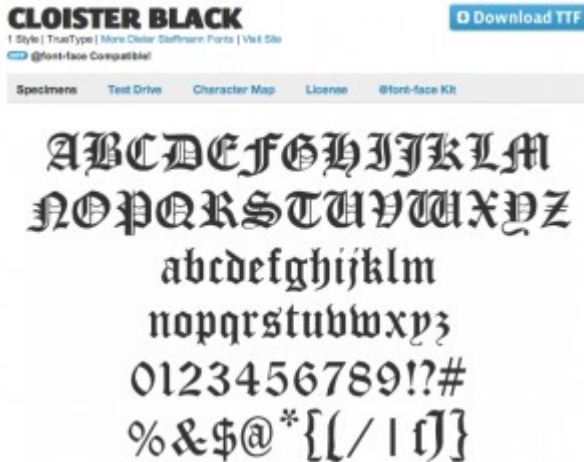 CLOISTER BLACK
Download TTF
1 Style | TrueType | More Dieter Steffmann Fonts | Visit Site
@font-face Compatible!
Specimens Test Drive Character Map License @font-face Kit
ABCDEFGHIJKLM
NOPQRSTUVWXYZ
abcdefghijklm
nopqrstuvwxyz
0123456789!?#
%&$@*{(/|\)}